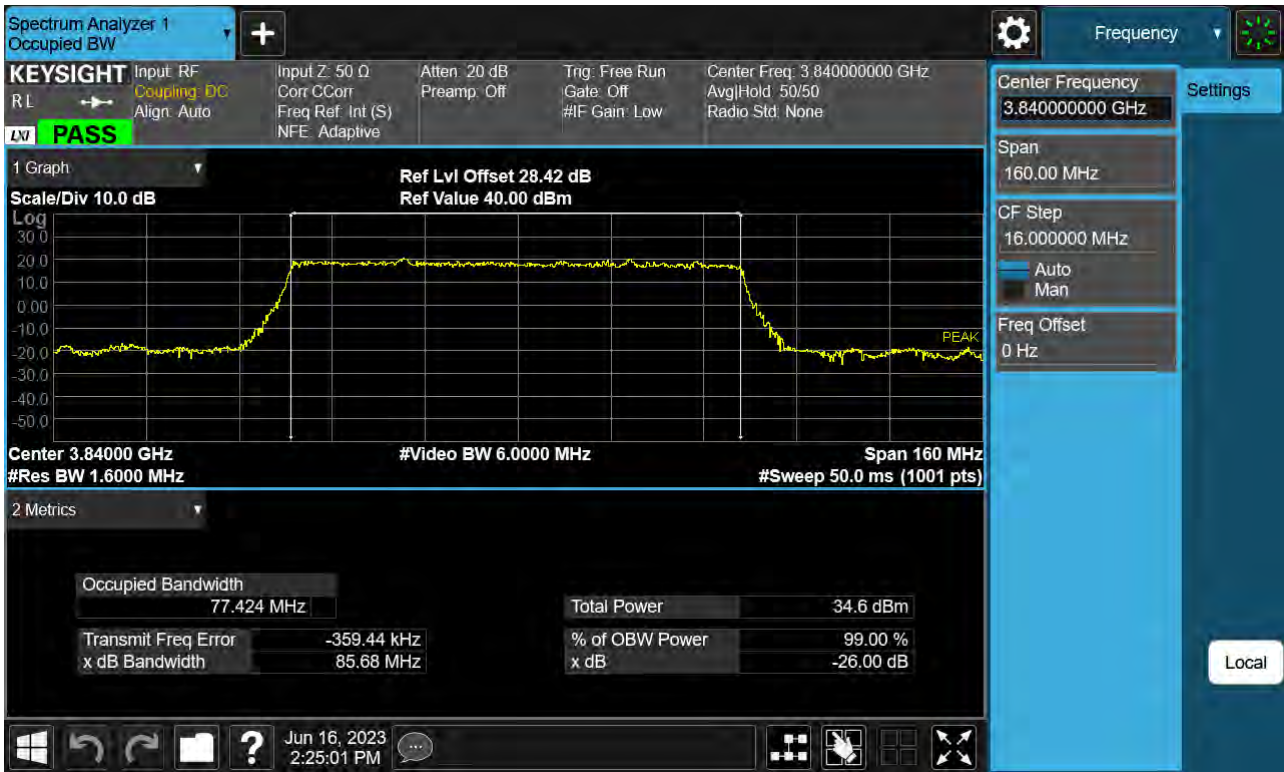 Spectrum Analyzer 1
Occupied BW
+
Frequency
KEYSIGHT
RL
LXI PASS
Input: RF
Coupling: DC
Align: Auto
Input Z: 50 Ω
Corr CCorr
Freq Ref: Int (S)
NFE: Adaptive
Atten: 20 dB
Preamp: Off
Trig: Free Run
Gate: Off
#IF Gain: Low
Center Freq: 3.840000000 GHz
Avg|Hold: 50/50
Radio Std: None
Center Frequency
3.840000000 GHz
Settings
Span
160.00 MHz
CF Step
16.000000 MHz
Auto
Man
Freq Offset
0 Hz
1 Graph
Ref Lvl Offset 28.42 dB
Scale/Div 10.0 dB
Ref Value 40.00 dBm
Log
30.0
20.0
10.0
0.00
-10.0
-20.0
-30.0
-40.0
-50.0
PEAK
Center 3.84000 GHz
#Video BW 6.0000 MHz
Span 160 MHz
#Res BW 1.6000 MHz
#Sweep 50.0 ms (1001 pts)
2 Metrics
Occupied Bandwidth
77.424 MHz
Total Power 34.6 dBm
Transmit Freq Error -359.44 kHz
% of OBW Power 99.00 %
x dB Bandwidth 85.68 MHz
x dB -26.00 dB
Local
?
Jun 16, 2023
2:25:01 PM